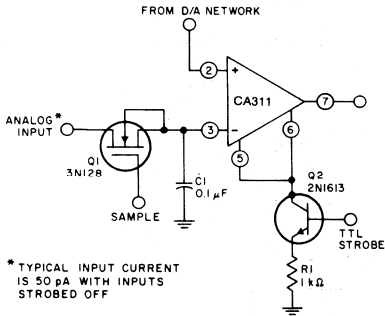 FROM D/A NETWORK
2
+
CA311
7
ANALOG*
INPUT
3
–
6
Q1
3N128
5
C1
0.1 µF
Q2
2N1613
SAMPLE
TTL
STROBE
R1
1 kΩ
* TYPICAL INPUT CURRENT
IS 50 pA WITH INPUTS
STROBED OFF